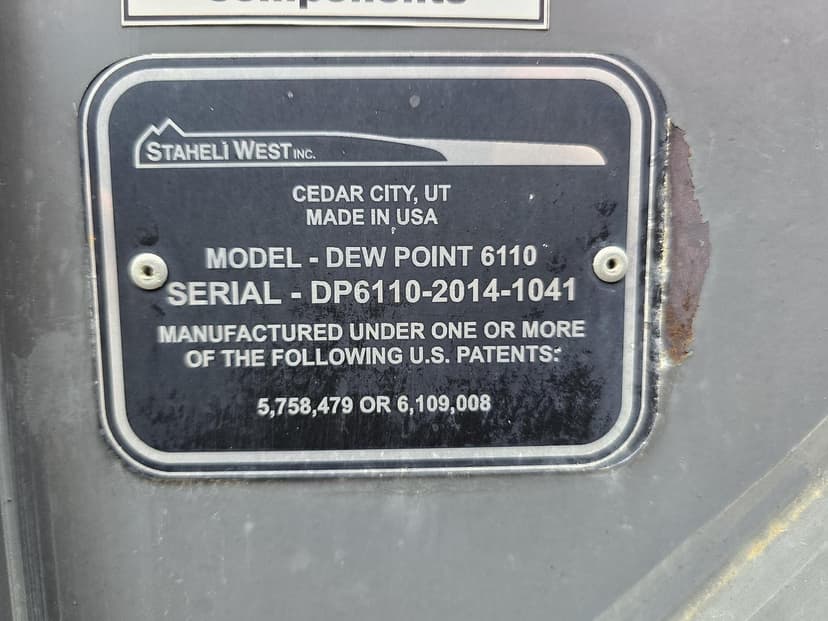 components
STAHELI WEST INC.
CEDAR CITY, UT
MADE IN USA
MODEL - DEW POINT 6110
SERIAL - DP6110-2014-1041
MANUFACTURED UNDER ONE OR MORE
OF THE FOLLOWING U.S. PATENTS:
5,758,479 OR 6,109,008